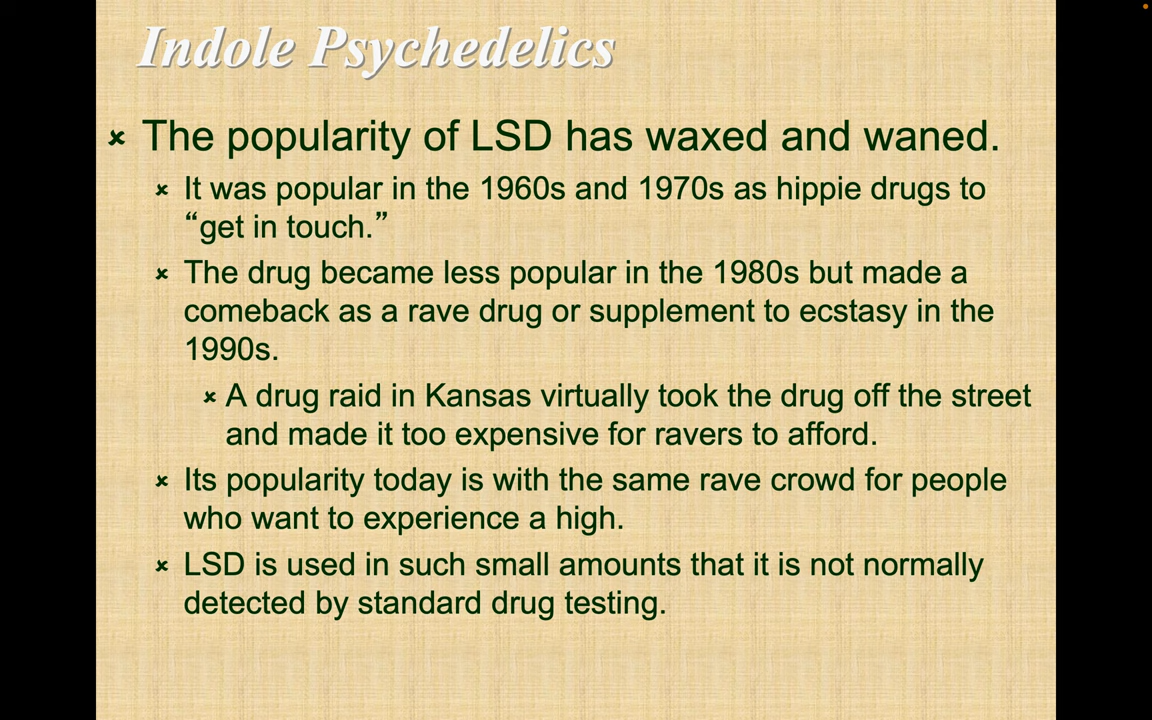 Indole Psychedelics
The popularity of LSD has waxed and waned.
It was popular in the 1960s and 1970s as hippie drugs to
“get in touch.”
The drug became less popular in the 1980s but made a
comeback as a rave drug or supplement to ecstasy in the
1990s.
A drug raid in Kansas virtually took the drug off the street
and made it too expensive for ravers to afford.
Its popularity today is with the same rave crowd for people
who want to experience a high.
LSD is used in such small amounts that it is not normally
detected by standard drug testing.